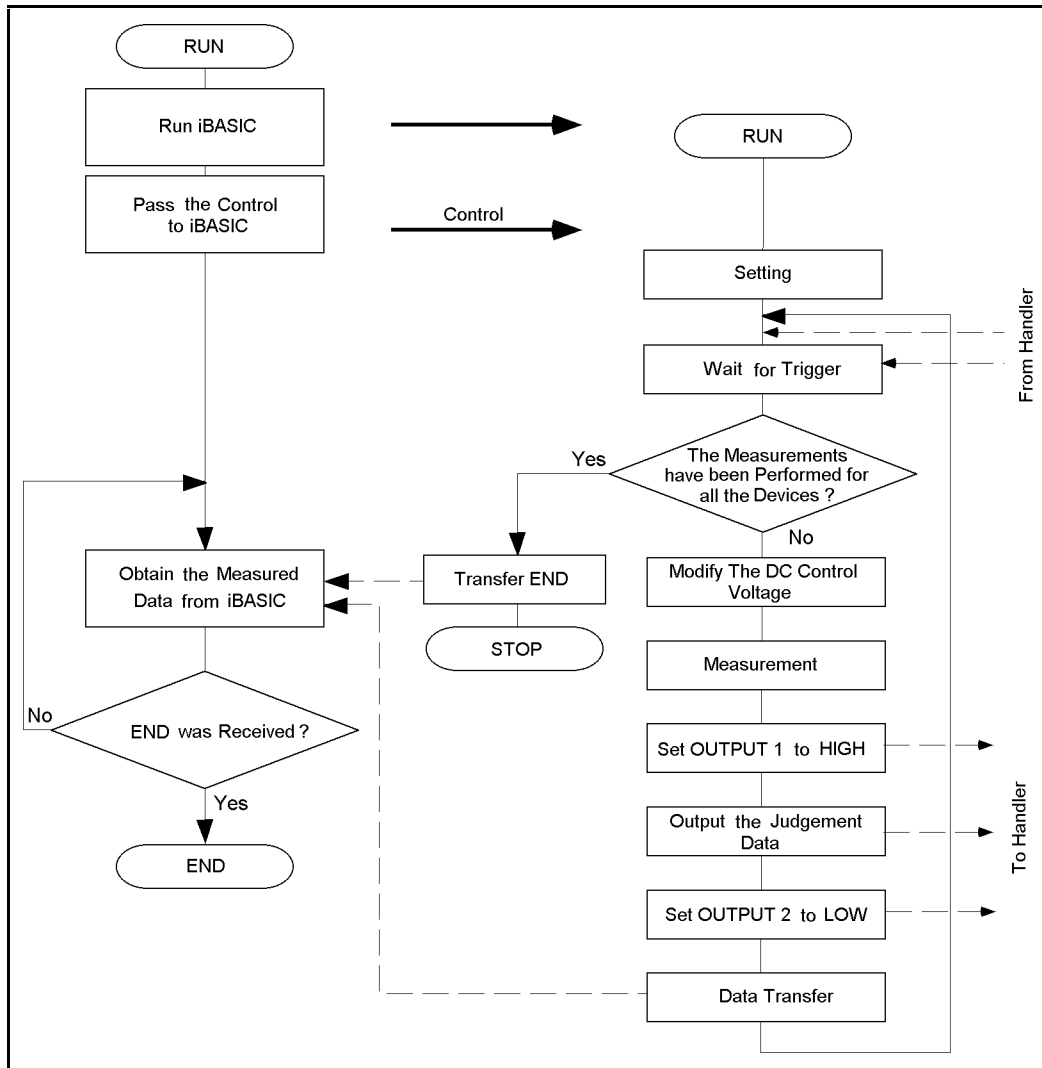 RUN
Run iBASIC
Pass the Control
to iBASIC
Control
RUN
Setting
Wait for Trigger
From Handler
The Measurements
have been Performed for
all the Devices ?
Yes
No
Transfer END
STOP
Obtain the Measured
Data from iBASIC
END was Received ?
No
Yes
END
Modify The DC Control
Voltage
Measurement
Set OUTPUT 1 to HIGH
Output the Judgement
Data
Set OUTPUT 2 to LOW
To Handler
Data Transfer